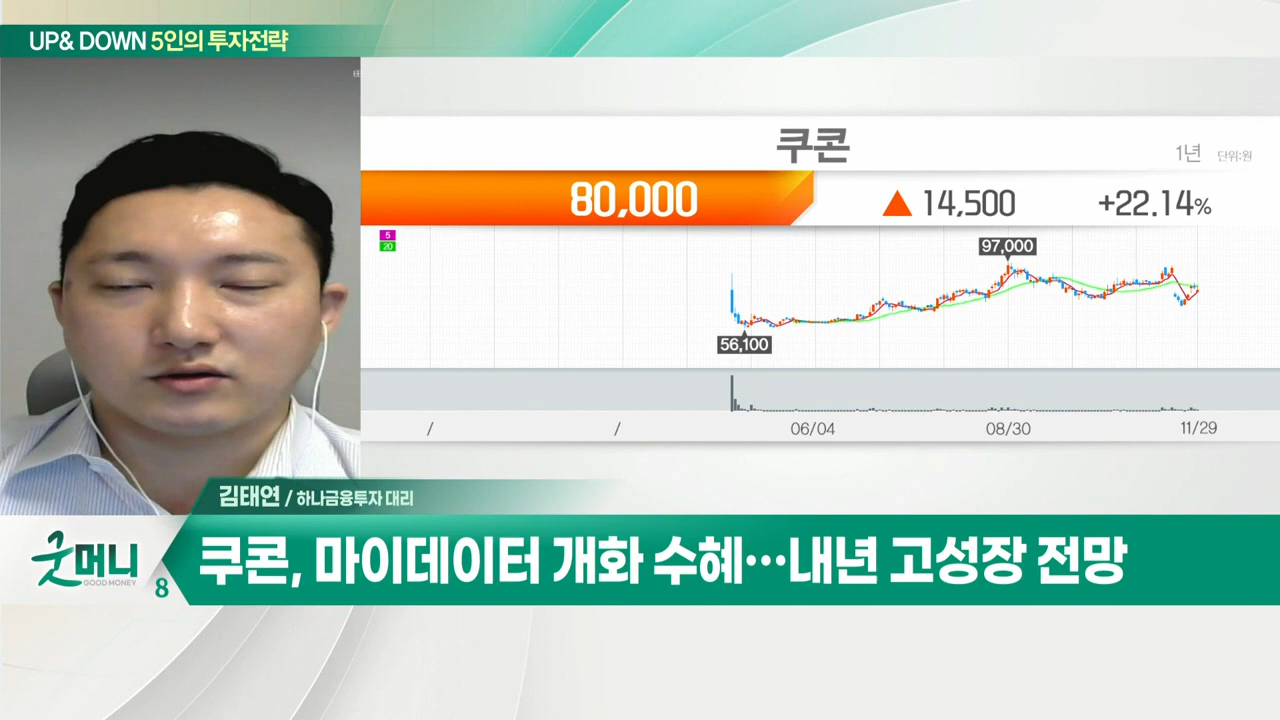 UP& DOWN 5인의 투자전략
쿠콘
1년 단위:원
80,000 ▲ 14,500 +22.14%
5
20
97,000
56,100
/ / 06/04 08/30 11/29
김태연 / 하나금융투자 대리
굿머니
GOOD MONEY
8
쿠콘, 마이데이터 개화 수혜…내년 고성장 전망